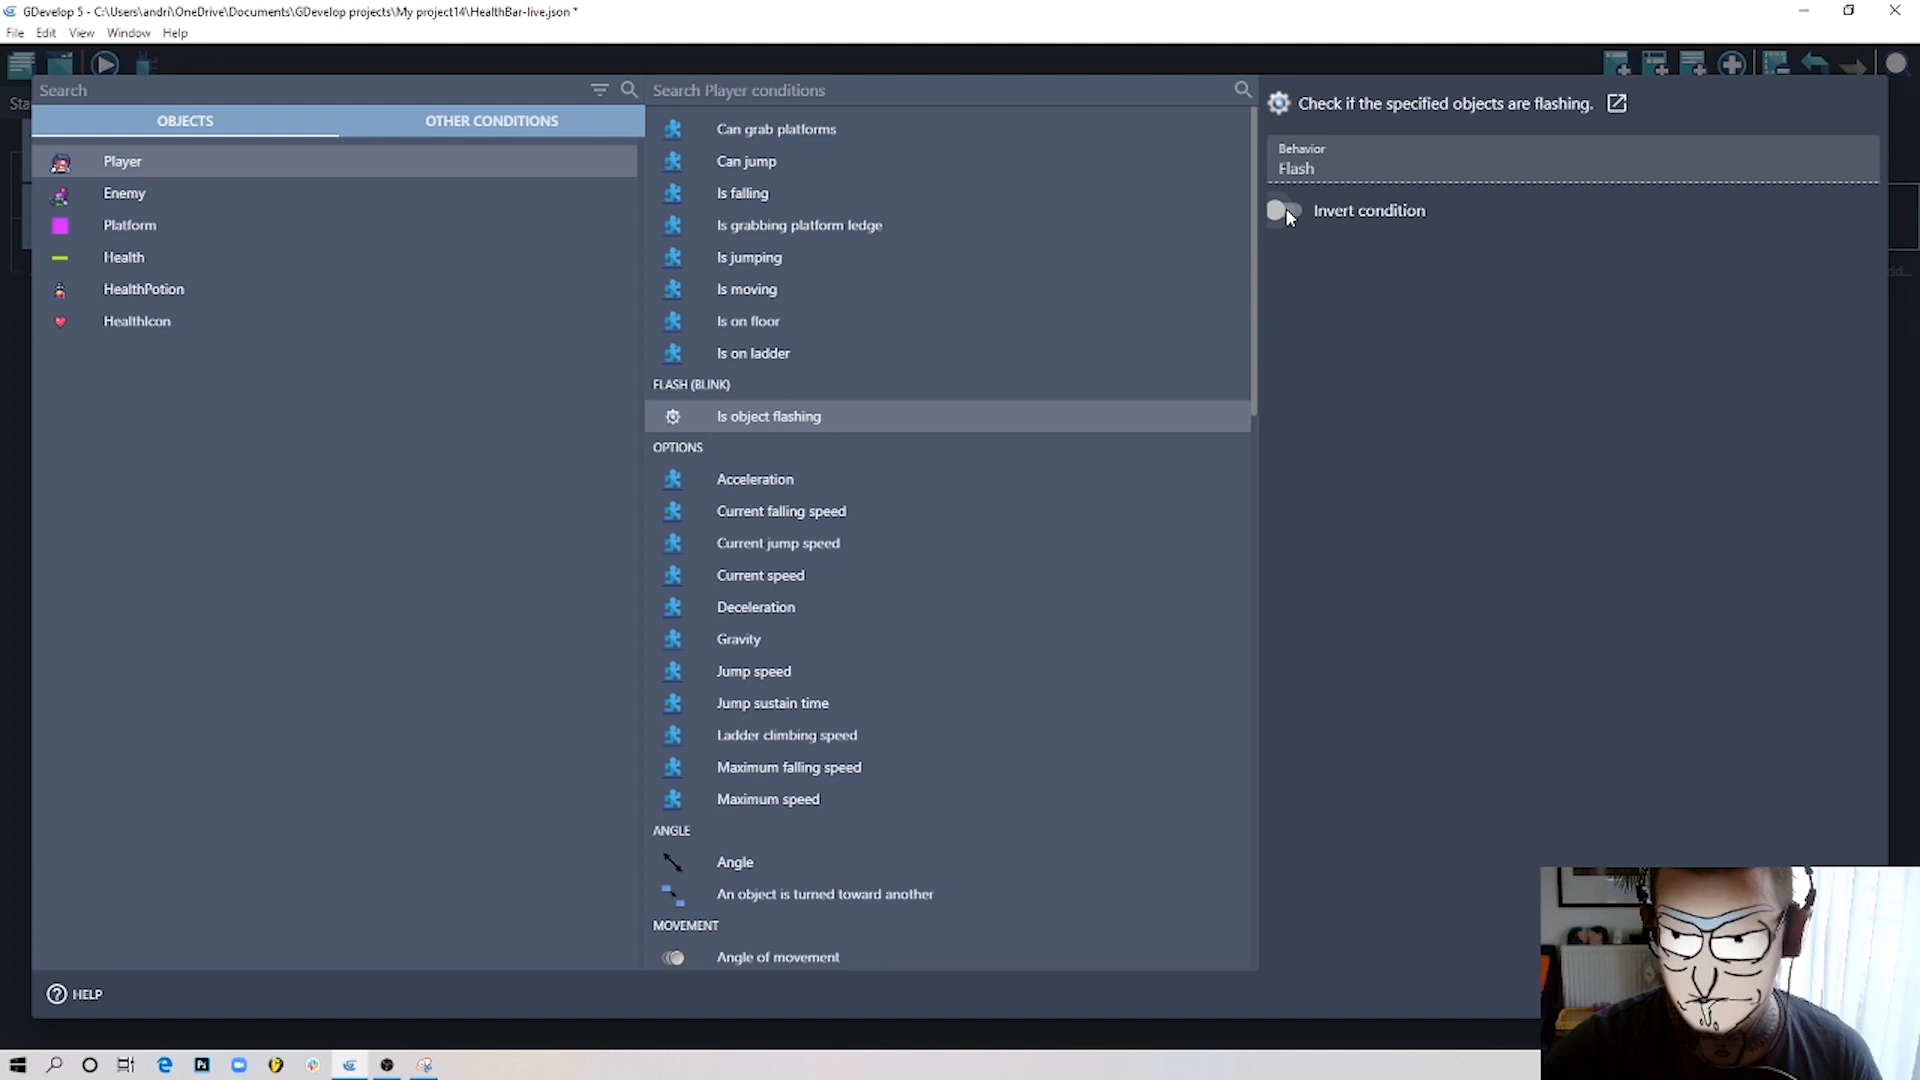 GDevelop 5 - C:\Users\andri\OneDrive\Documents\GDevelop projects\My project14\HealthBar-live.json *
File Edit View Window Help
Sta
Search
OBJECTS
OTHER CONDITIONS
Player
Enemy
Platform
Health
HealthPotion
HealthIcon
Search Player conditions
Can grab platforms
Can jump
Is falling
Is grabbing platform ledge
Is jumping
Is moving
Is on floor
Is on ladder
FLASH (BLINK)
Is object flashing
OPTIONS
Acceleration
Current falling speed
Current jump speed
Current speed
Deceleration
Gravity
Jump speed
Jump sustain time
Ladder climbing speed
Maximum falling speed
Maximum speed
ANGLE
Angle
An object is turned toward another
MOVEMENT
Angle of movement
Check if the specified objects are flashing.
Behavior
Flash
Invert condition
HELP